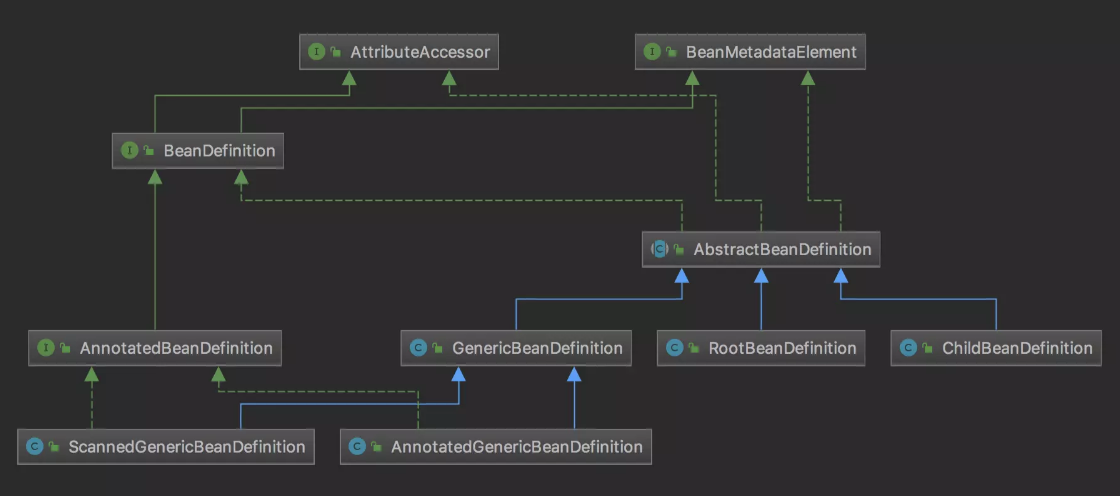 AttributeAccessor
BeanMetadataElement
BeanDefinition
AbstractBeanDefinition
AnnotatedBeanDefinition
GenericBeanDefinition
RootBeanDefinition
ChildBeanDefinition
ScannedGenericBeanDefinition
AnnotatedGenericBeanDefinition